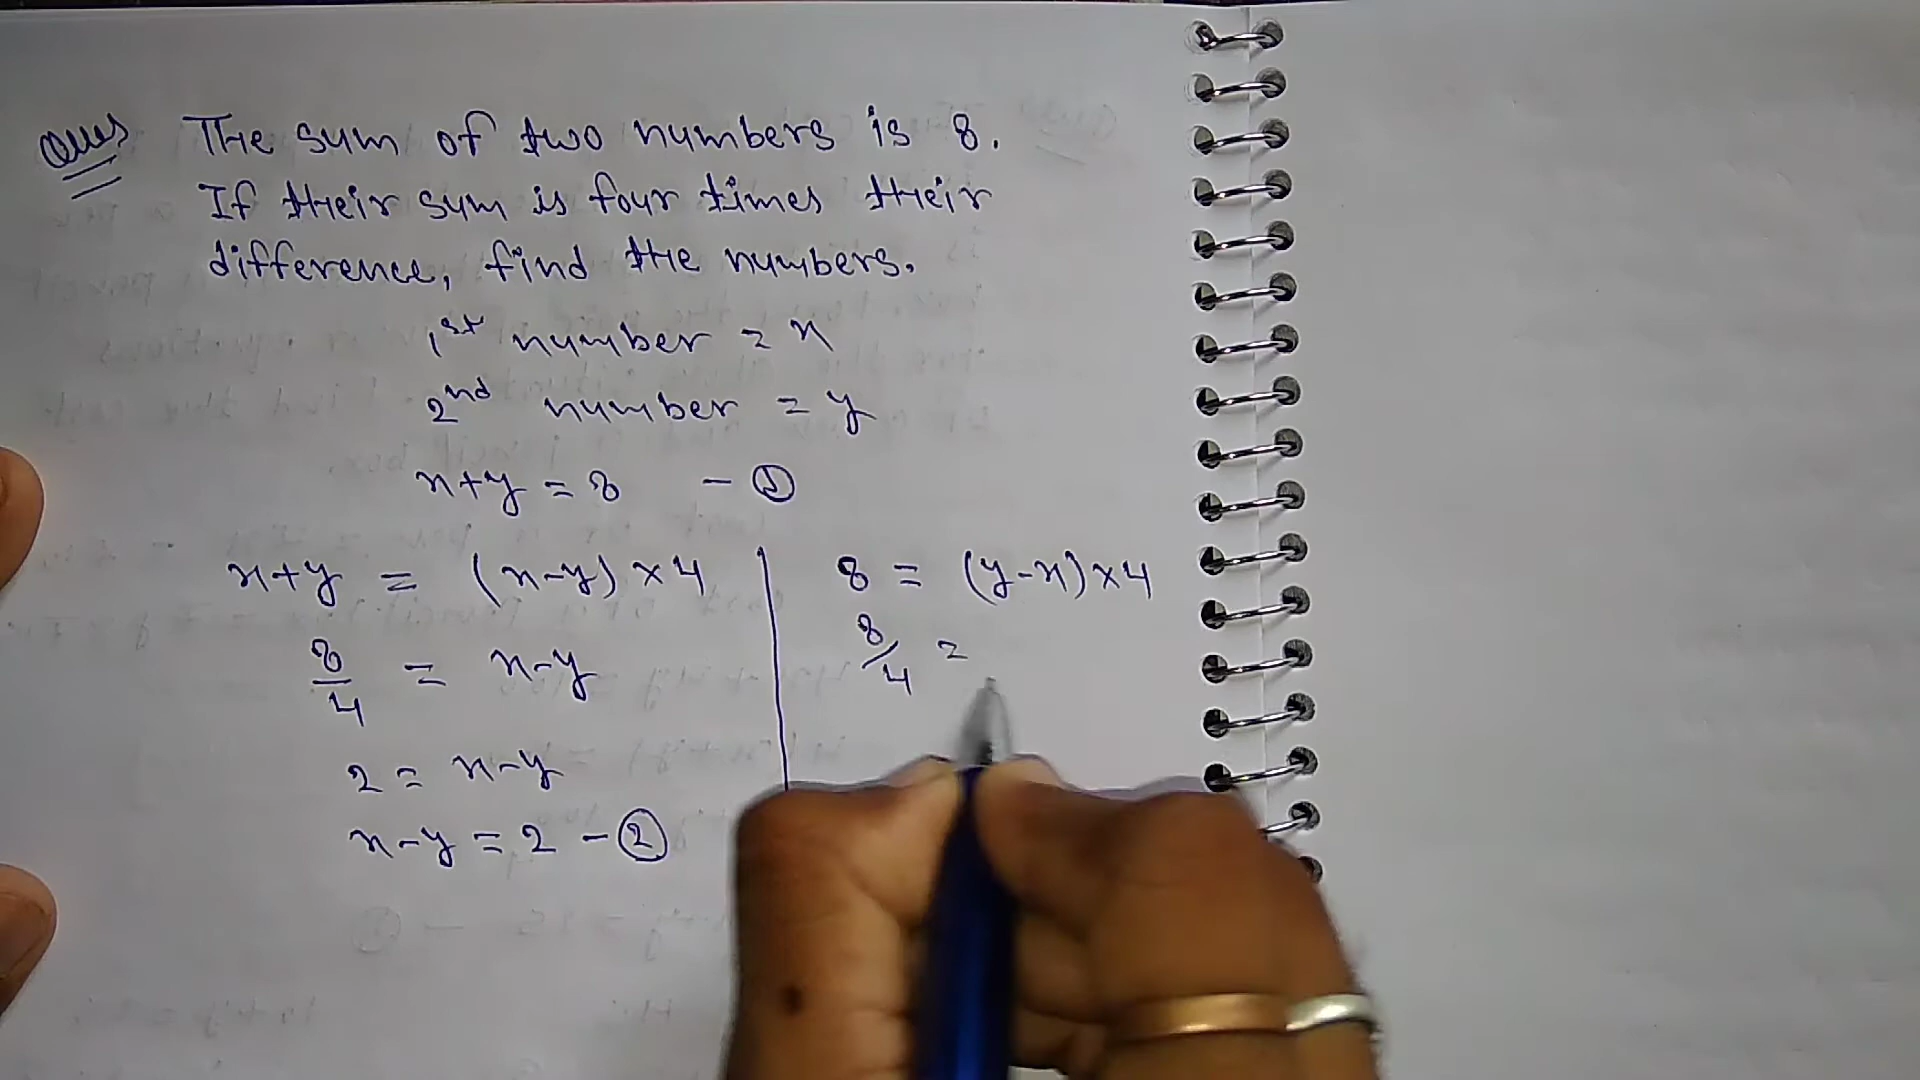 Ques The sum of two numbers is 8.
If their sum is four times their
difference, find the numbers.
1st number = x
2nd number = y
x+y = 8 - ①
x+y = (x-y) × 4
8/4 = x-y
2 = x-y
x-y = 2 - ②
8 = (y-x) × 4
8/4 =